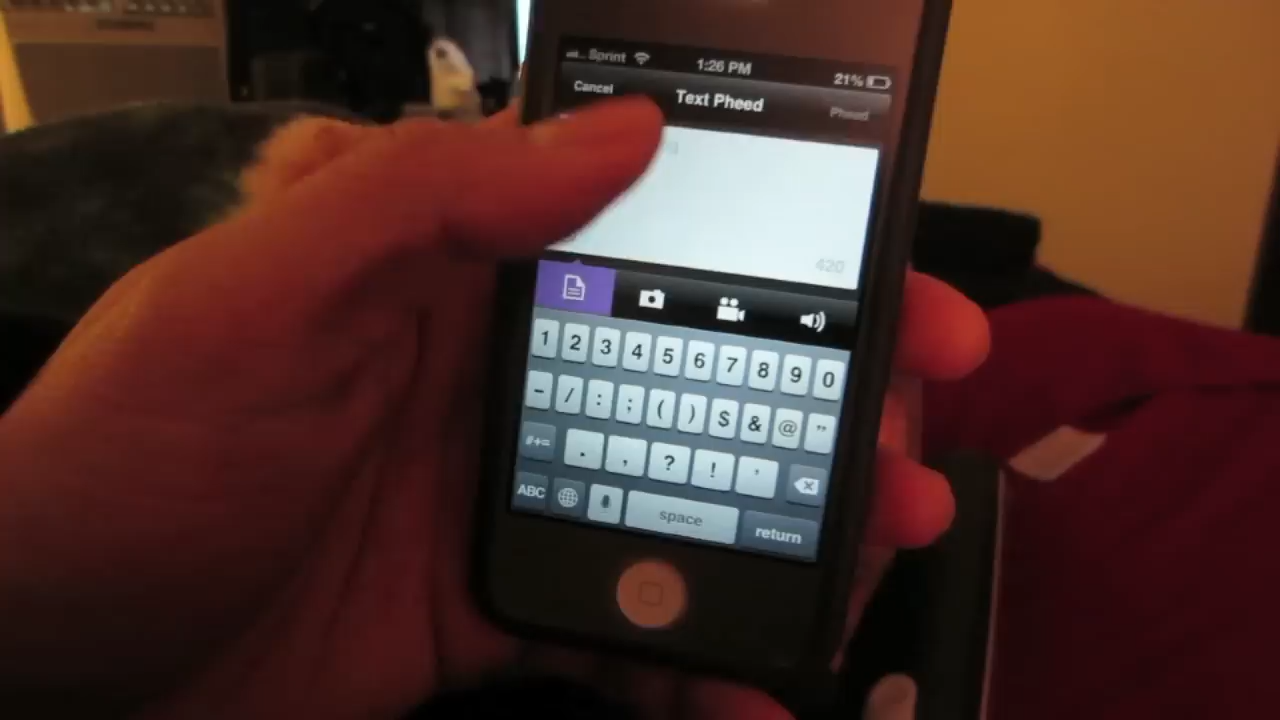 Sprint 1:26 PM 21%
Cancel Text Pheed Pheed
420
1 2 3 4 5 6 7 8 9 0
- / : ; ( ) $ & @ "
#+= . , ? ! '
ABC space return